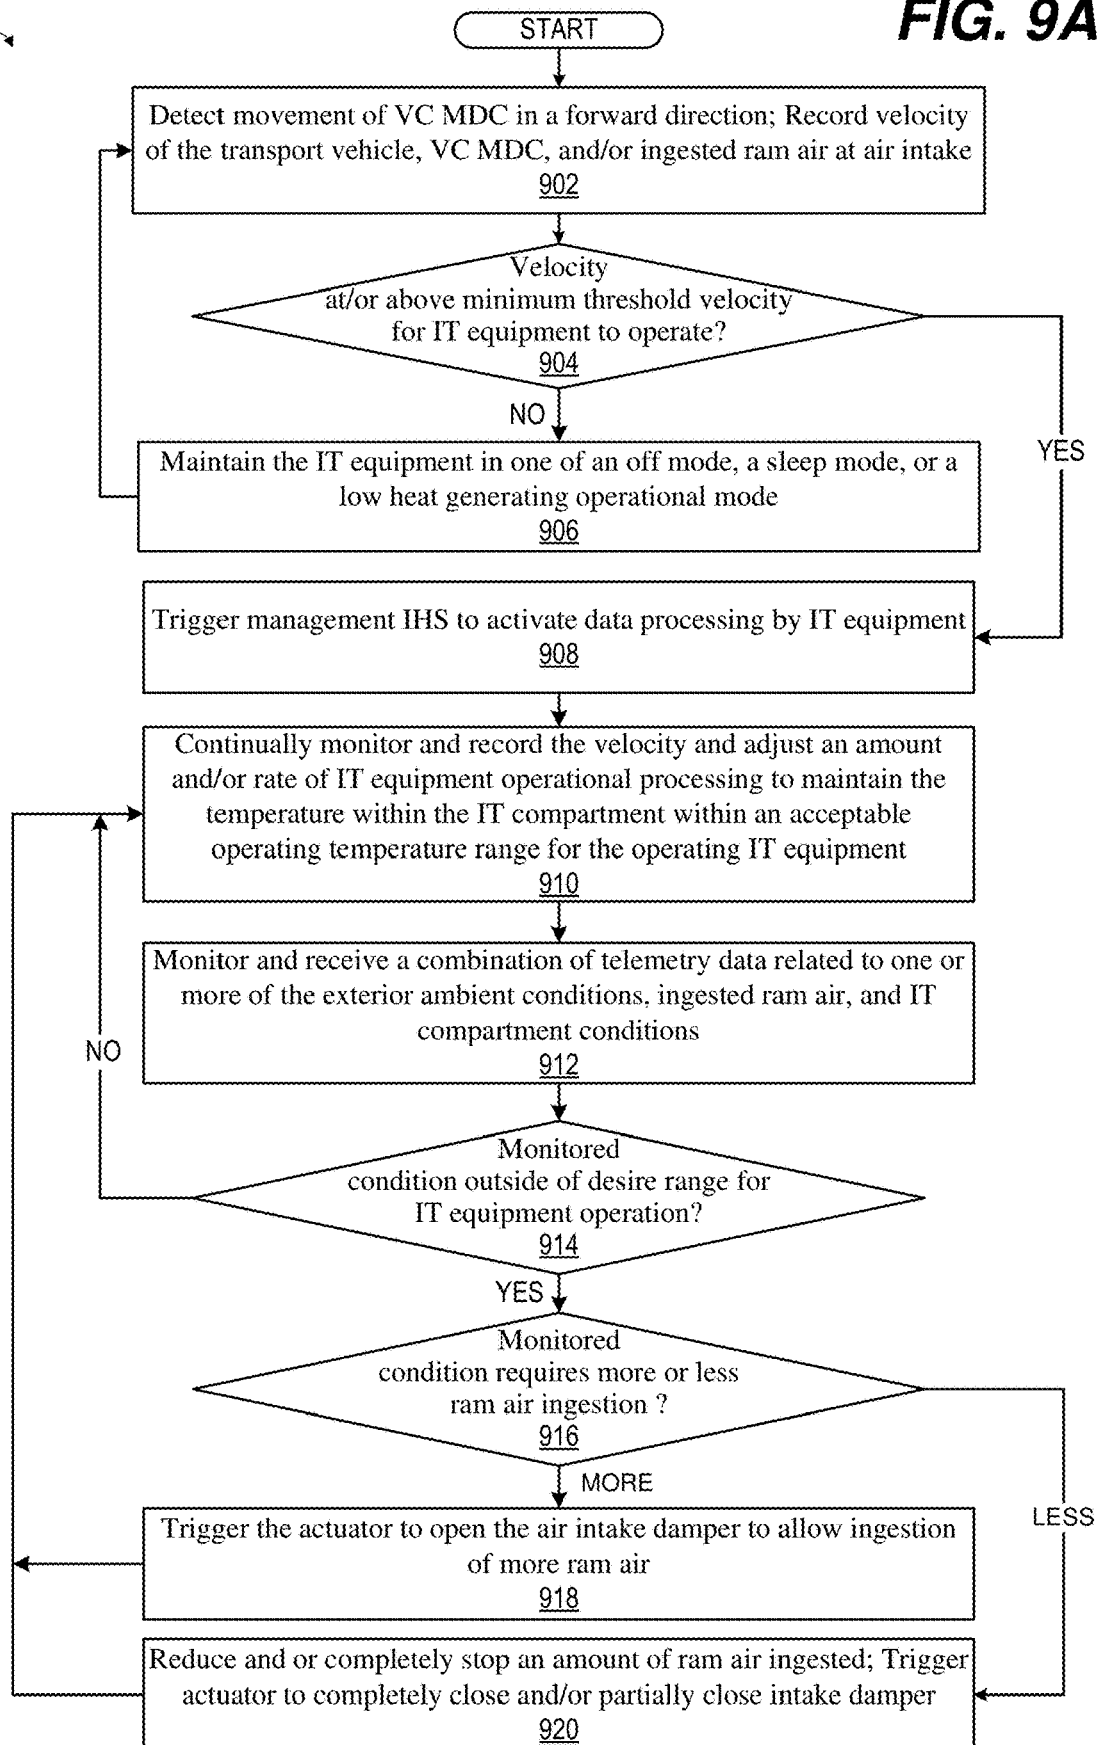 FIG. 9A
START
Detect movement of VC MDC in a forward direction; Record velocity
of the transport vehicle, VC MDC, and/or ingested ram air at air intake
902
Velocity
at/or above minimum threshold velocity
for IT equipment to operate?
904
NO
YES
Maintain the IT equipment in one of an off mode, a sleep mode, or a
low heat generating operational mode
906
Trigger management IHS to activate data processing by IT equipment
908
Continually monitor and record the velocity and adjust an amount
and/or rate of IT equipment operational processing to maintain the
temperature within the IT compartment within an acceptable
operating temperature range for the operating IT equipment
910
Monitor and receive a combination of telemetry data related to one or
more of the exterior ambient conditions, ingested ram air, and IT
compartment conditions
912
NO
Monitored
condition outside of desire range for
IT equipment operation?
914
YES
Monitored
condition requires more or less
ram air ingestion ?
916
MORE
LESS
Trigger the actuator to open the air intake damper to allow ingestion
of more ram air
918
Reduce and or completely stop an amount of ram air ingested; Trigger
actuator to completely close and/or partially close intake damper
920